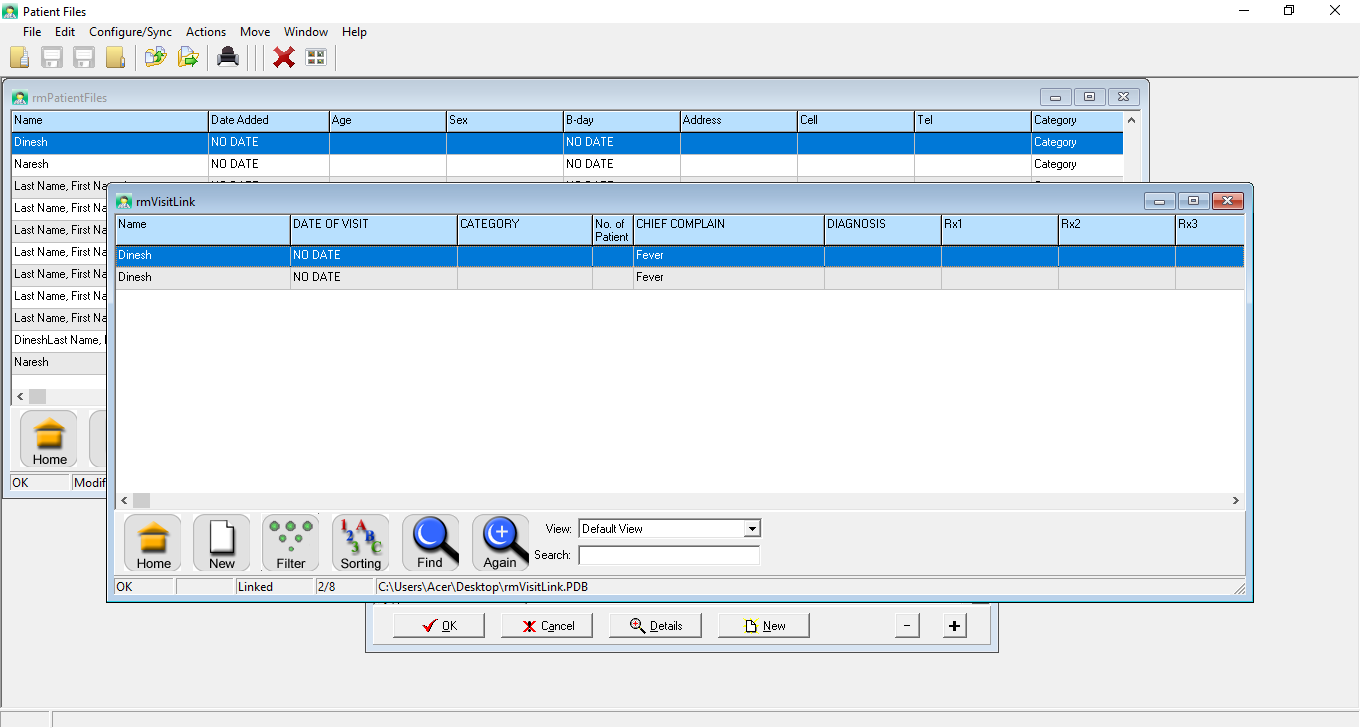 Patient Files
File Edit Configure/Sync Actions Move Window Help
rmPatientFiles
Name Date Added Age Sex B-day Address Cell Tel Category
Dinesh NO DATE NO DATE Category
Naresh NO DATE NO DATE Category
Last Name, First Na
Last Name, First Na
Last Name, First Na
Last Name, First Na
Last Name, First Na
Last Name, First Na
Last Name, First Na
DineshLast Name,
Naresh
Home
OK Modif
rmVisitLink
Name DATE OF VISIT CATEGORY No. of Patient CHIEF COMPLAIN DIAGNOSIS Rx1 Rx2 Rx3
Dinesh NO DATE Fever
Dinesh NO DATE Fever
Home New Filter Sorting Find Again
View: Default View
Search:
OK Linked 2/8 C:\Users\Acer\Desktop\rmVisitLink.PDB
OK Cancel Details New - +